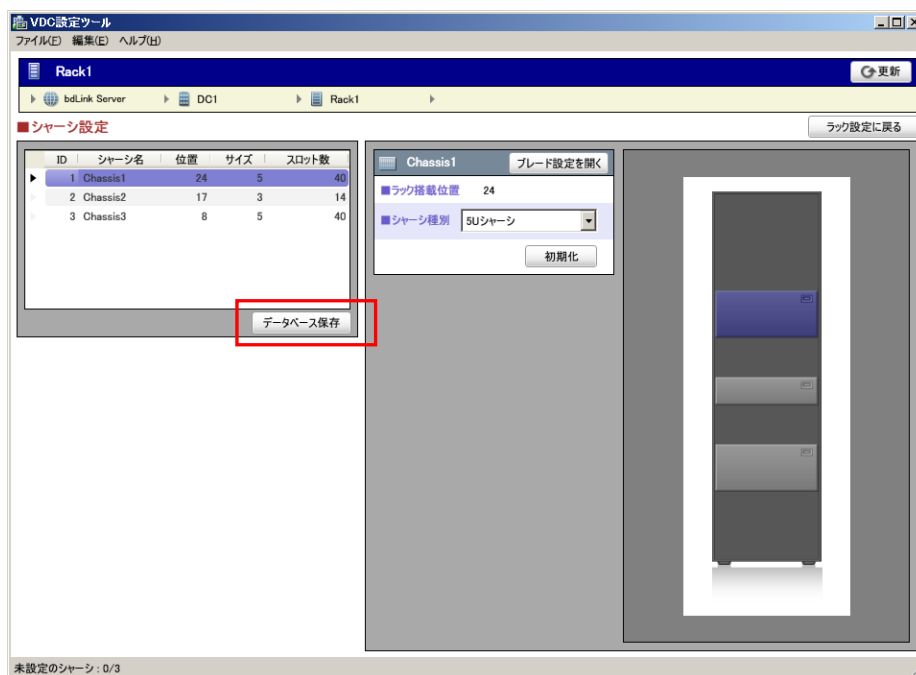 VDC設定ツール
ファイル(F) 編集(E) ヘルプ(H)
Rack1 更新
bdLink Server DC1 Rack1
■シャーシ設定 ラック設定に戻る
ID シャーシ名 位置 サイズ スロット数
1 Chassis1 24 5 40
2 Chassis2 17 3 14
3 Chassis3 8 5 40
データベース保存
Chassis1 ブレード設定を開く
■ラック搭載位置 24
■シャーシ種別 5Uシャーシ
初期化
未設定のシャーシ : 0/3